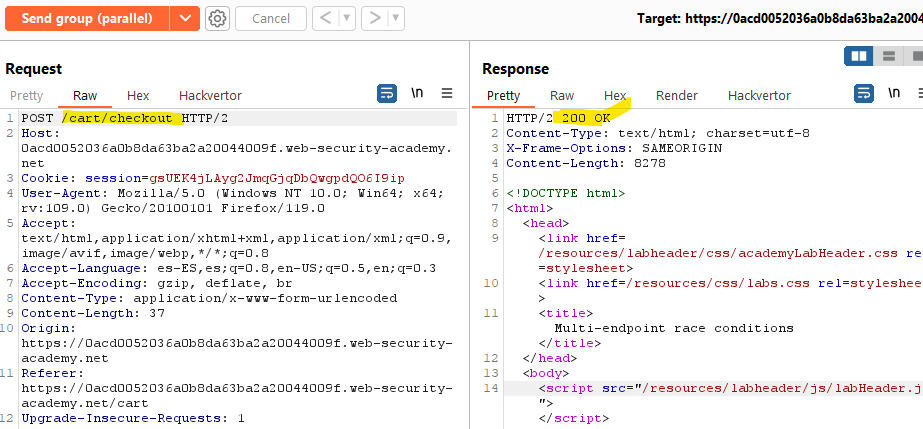 Send group (parallel) Cancel < > Target: https://0acd0052036a0b8da63ba2a20044
Request
Pretty Raw Hex Hackvertor \n
1 POST /cart/checkout HTTP/2
2 Host:
0acd0052036a0b8da63ba2a20044009f.web-security-academy.
net
3 Cookie: session=gsUEK4jLAyg2JmqGjqDbQwgpdQO6I9ip
4 User-Agent: Mozilla/5.0 (Windows NT 10.0; Win64; x64;
rv:109.0) Gecko/20100101 Firefox/119.0
5 Accept:
text/html,application/xhtml+xml,application/xml;q=0.9,
image/avif,image/webp,*/*;q=0.8
6 Accept-Language: es-ES,es;q=0.8,en-US;q=0.5,en;q=0.3
7 Accept-Encoding: gzip, deflate, br
8 Content-Type: application/x-www-form-urlencoded
9 Content-Length: 37
10 Origin:
https://0acd0052036a0b8da63ba2a20044009f.web-security-
academy.net
11 Referer:
https://0acd0052036a0b8da63ba2a20044009f.web-security-
academy.net/cart
12 Upgrade-Insecure-Requests: 1
Response
Pretty Raw Hex Render Hackvertor \n
1 HTTP/2 200 OK
2 Content-Type: text/html; charset=utf-8
3 X-Frame-Options: SAMEORIGIN
4 Content-Length: 8278
5
6 <!DOCTYPE html>
7 <html>
8 <head>
9 <link href=
/resources/labheader/css/academyLabHeader.css re
=stylesheet>
10 <link href=/resources/css/labs.css rel=styleshee
>
11 <title>
Multi-endpoint race conditions
</title>
12 </head>
13 <body>
14 <script src="/resources/labheader/js/labHeader.j
">
</script>